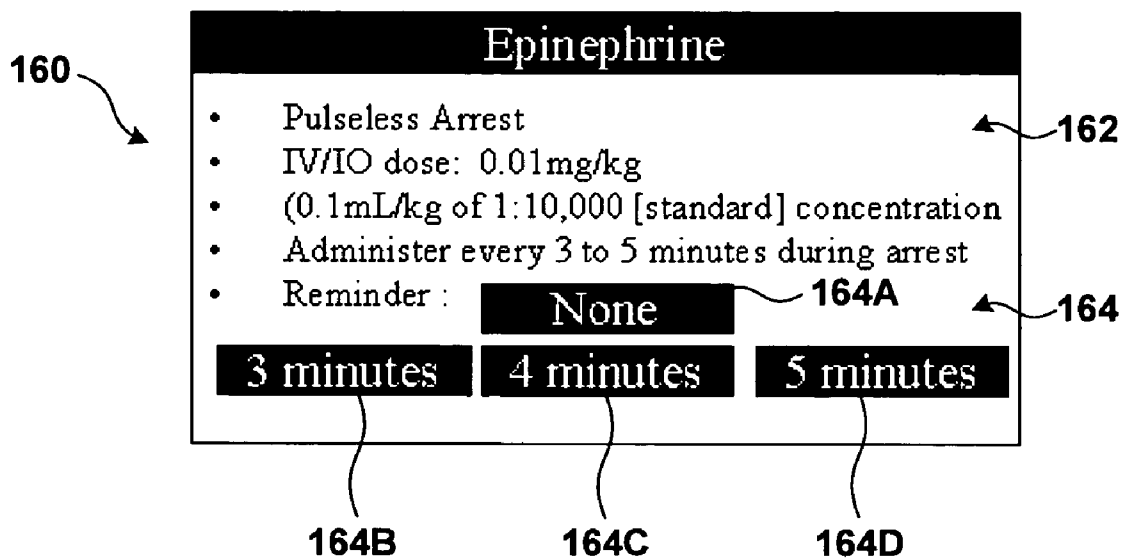 Epinephrine
160
• Pulseless Arrest
162
• IV/IO dose: 0.01mg/kg
• (0.1mL/kg of 1:10,000 [standard] concentration
• Administer every 3 to 5 minutes during arrest
• Reminder :
None
164A
164
3 minutes 4 minutes 5 minutes
164B 164C 164D